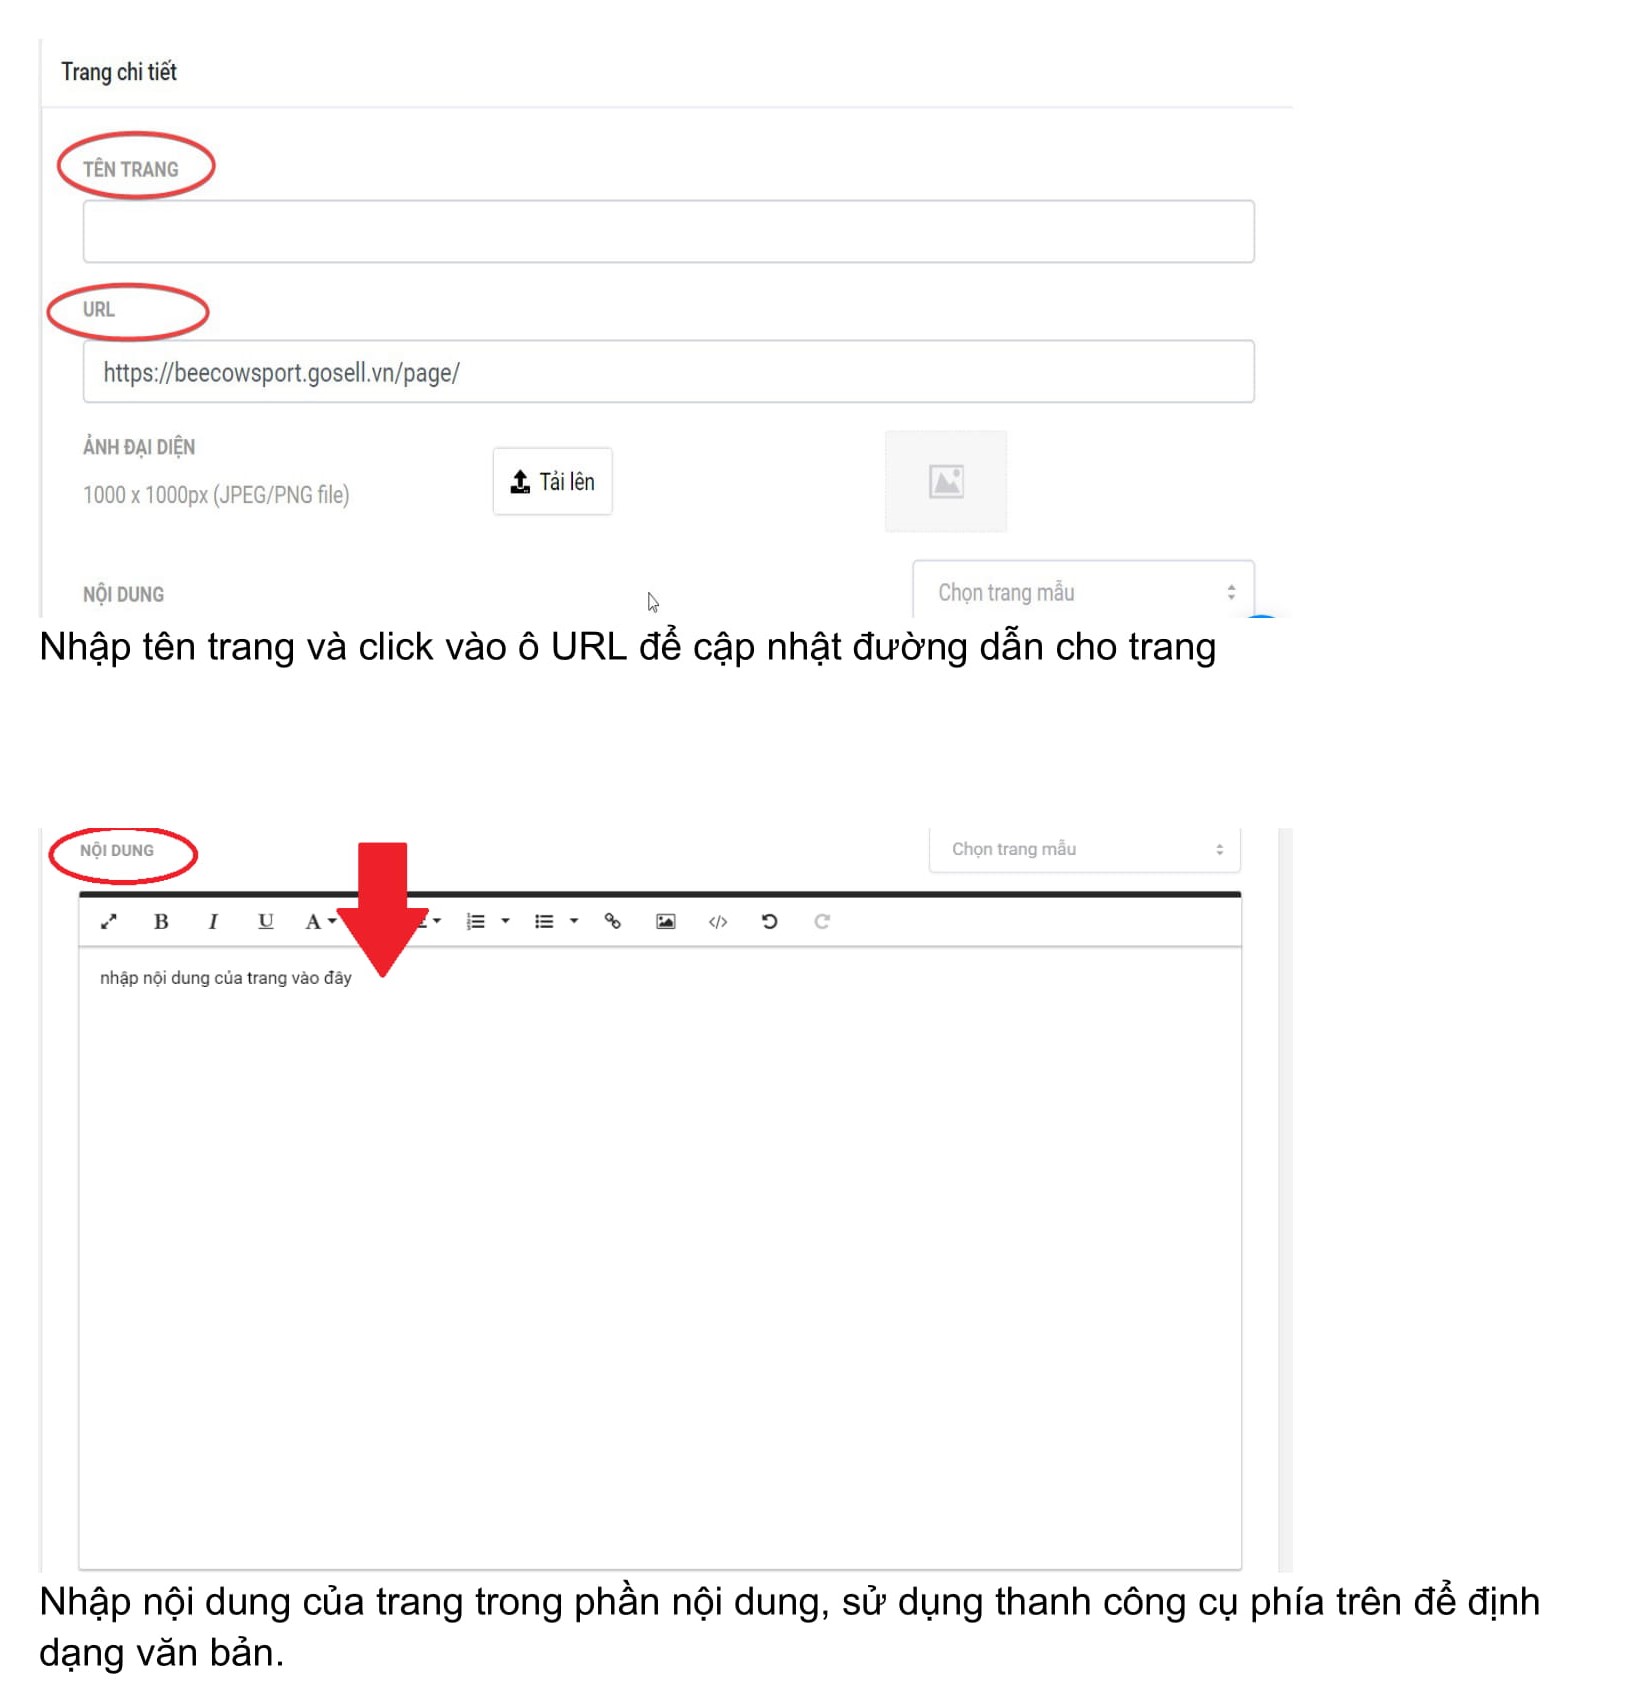 Trang chi tiết
TÊN TRANG
URL
https://beecowsport.gosell.vn/page/
ẢNH ĐẠI DIỆN
1000 x 1000px (JPEG/PNG file)
Tải lên
NỘI DUNG
Chọn trang mẫu
Nhập tên trang và click vào ô URL để cập nhật đường dẫn cho trang
NỘI DUNG
Chọn trang mẫu
B I U A
nhập nội dung của trang vào đây
Nhập nội dung của trang trong phần nội dung, sử dụng thanh công cụ phía trên để định
dạng văn bản.